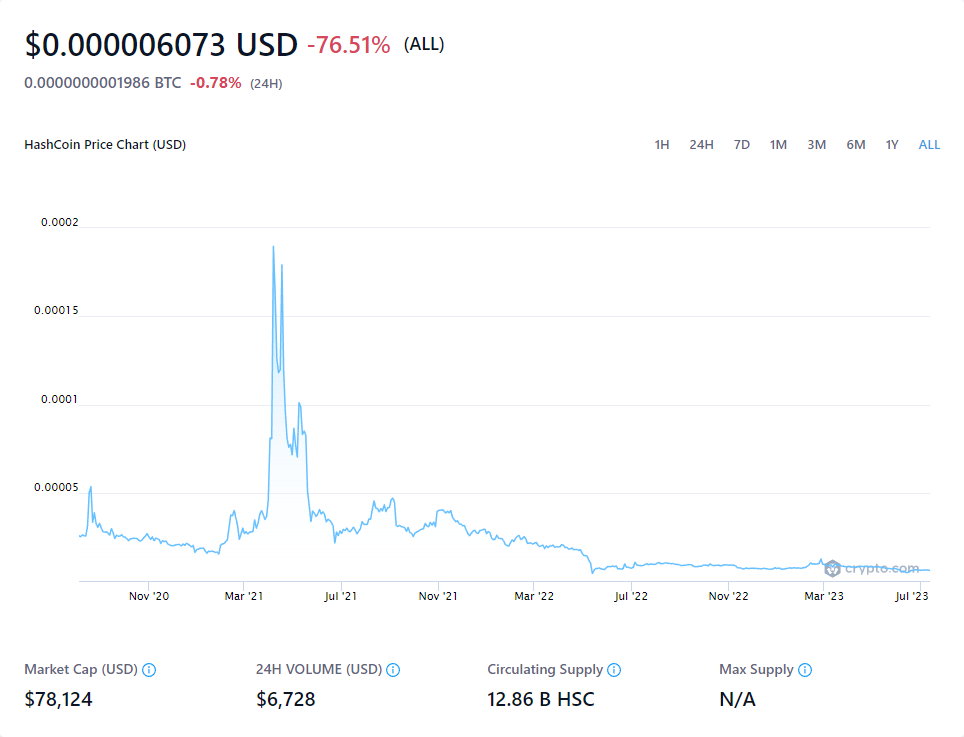 $0.000006073 USD -76.51% (ALL)
0.0000000001986 BTC -0.78% (24H)
HashCoin Price Chart (USD) 1H 24H 7D 1M 3M 6M 1Y ALL
0.0002
0.00015
0.0001
0.00005
crypto.com
Nov '20 Mar '21 Jul '21 Nov '21 Mar '22 Jul '22 Nov '22 Mar '23 Jul '23
Market Cap (USD) 24H VOLUME (USD) Circulating Supply Max Supply
$78,124 $6,728 12.86 B HSC N/A